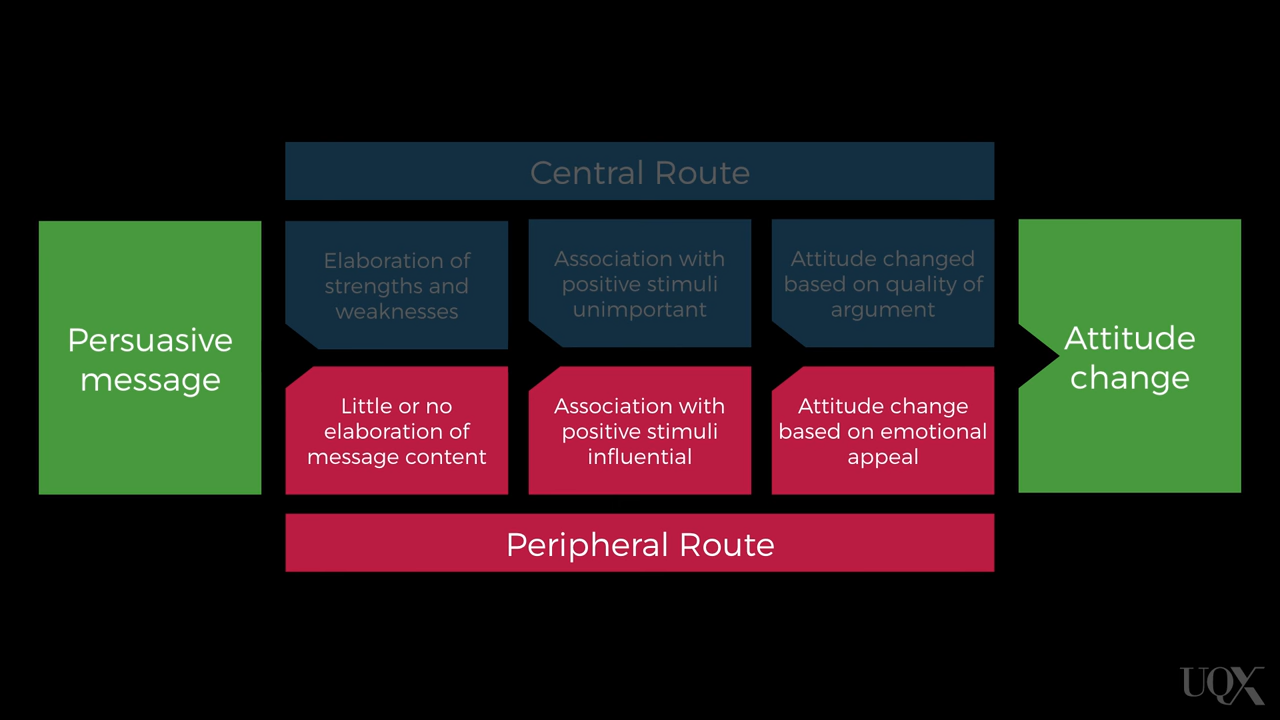 Central Route
Persuasive
message
Elaboration of
strengths and
weaknesses
Association with
positive stimuli
unimportant
Attitude changed
based on quality of
argument
Little or no
elaboration of
message content
Association with
positive stimuli
influential
Attitude change
based on emotional
appeal
Attitude
change
Peripheral Route
UQX